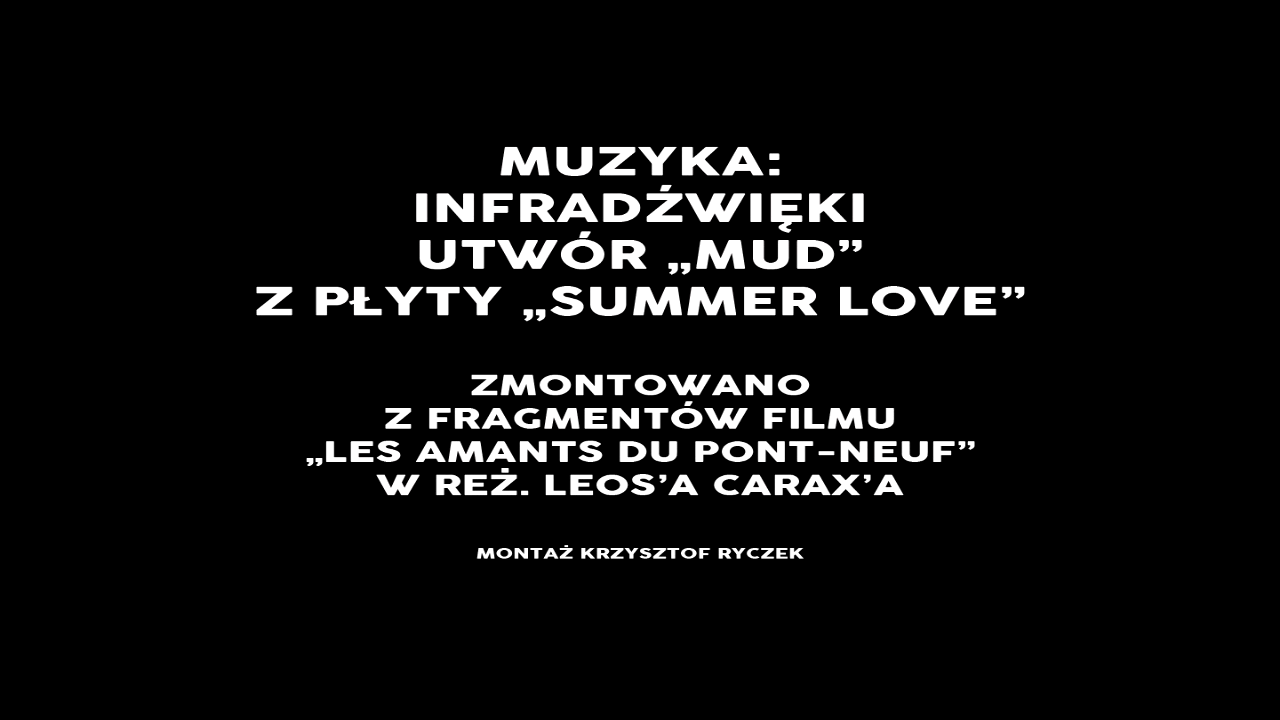 MUZYKA:
INFRADŹWIĘKI
UTWÓR „MUD”
Z PŁYTY „SUMMER LOVE”
ZMONTOWANO
Z FRAGMENTÓW FILMU
„LES AMANTS DU PONT-NEUF”
W REŻ. LEOS’A CARAX’A
MONTAŻ KRZYSZTOF RYCZEK